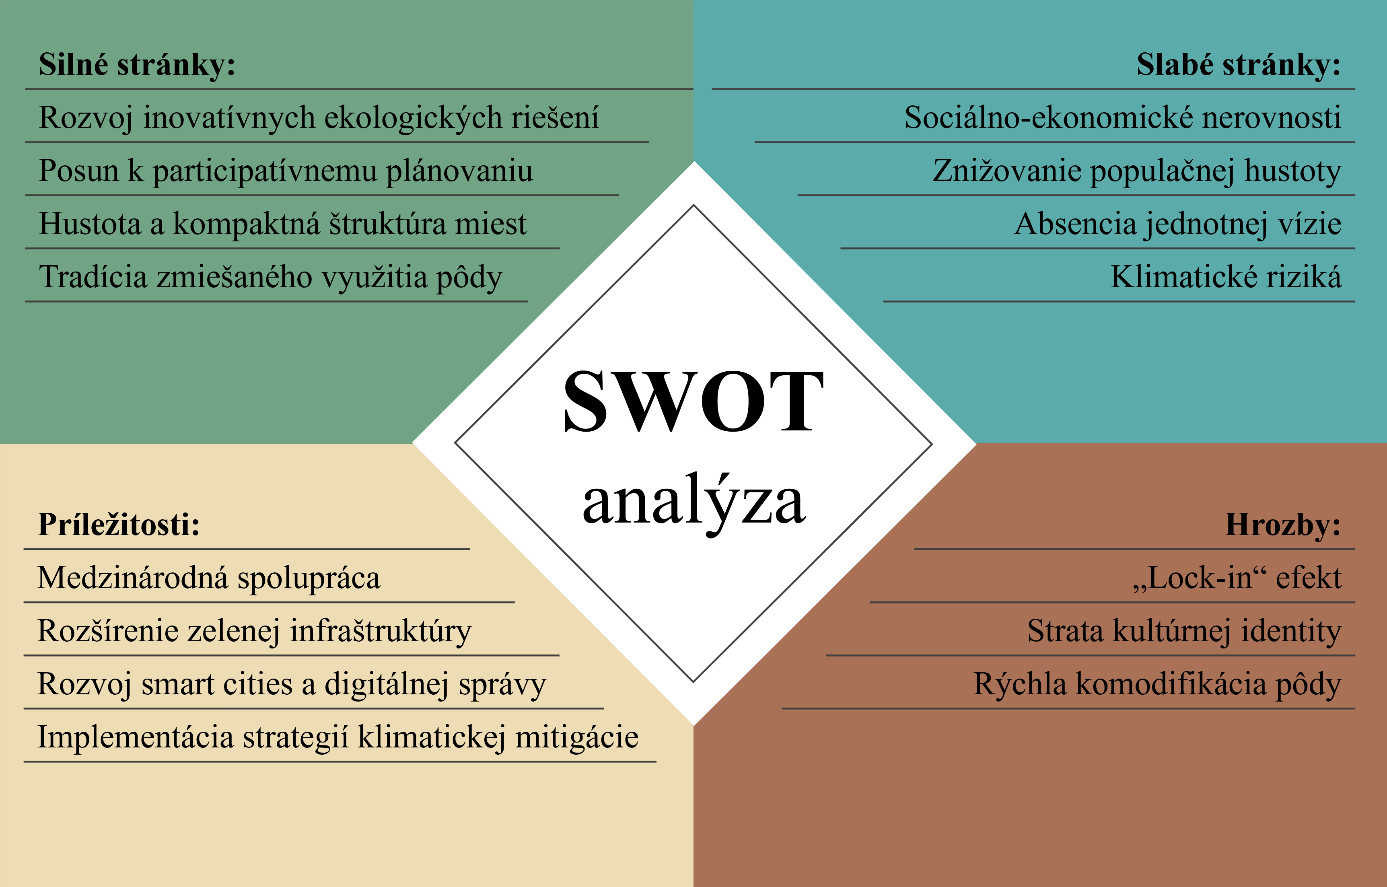 Silné stránky:
Rozvoj inovatívnych ekologických riešení
Posun k participatívnemu plánovaniu
Hustota a kompaktná štruktúra miest
Tradícia zmiešaného využitia pôdy
Slabé stránky:
Sociálno-ekonomické nerovnosti
Znižovanie populačnej hustoty
Absencia jednotnej vízie
Klimatické riziká
SWOT
analýza
Príležitosti:
Medzinárodná spolupráca
Rozšírenie zelenej infraštruktúry
Rozvoj smart cities a digitálnej správy
Implementácia strategií klimatickej mitigácie
Hrozby:
„Lock-in“ efekt
Strata kultúrnej identity
Rýchla komodifikácia pôdy